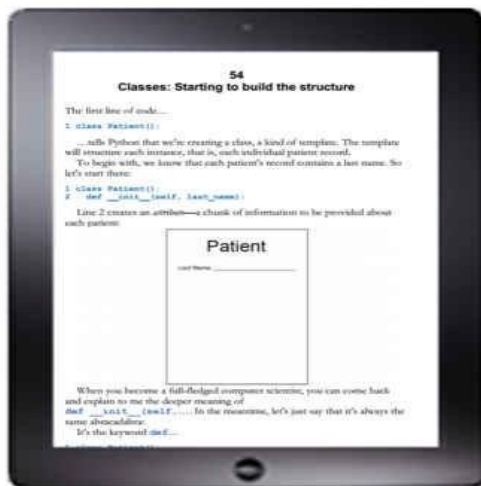 54
Classes: Starting to build the structure
The first line of code…
1 class Patient():
…tells Python that we're creating a class, a kind of template. The template
will structure each instance, that is, each individual patient record.
To begin with, we know that each patient's record contains a last name. So
let's start there:
1 class Patient():
2 def __init__(self, last_name):
Line 2 creates an attribute—a chunk of information to be provided about
each patient:
Patient
Last Name
When you become a full-fledged computer scientist, you can come back
and explain to me the deeper meaning of
def __init__(self..... In the meantime, let's just say that it's always the
same abracadabra:
It's the keyword def…
1 class Patient():